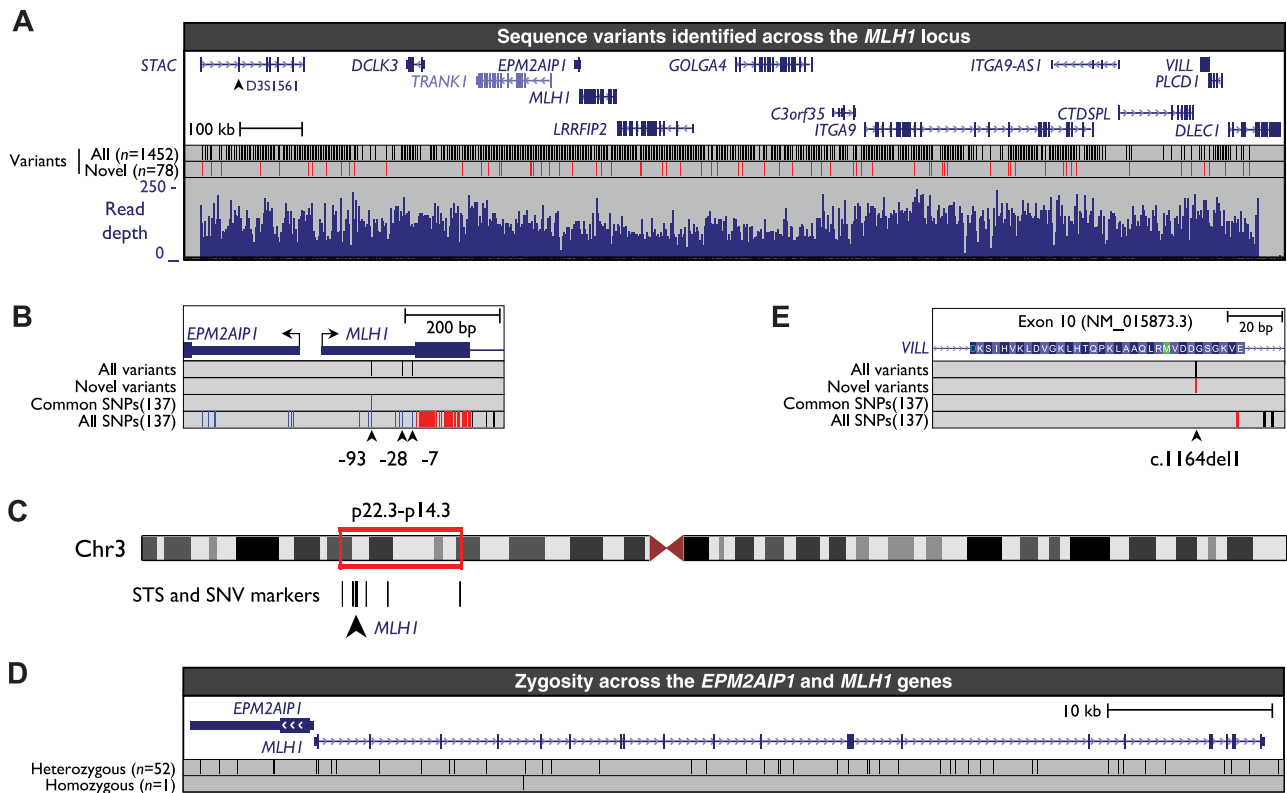 A
Sequence variants identified across the MLH1 locus
STAC
DCLK3
EPM2AIP1
GOLGA4
ITGA9-AS1
VILL
D3S1561
TRANK1
PLCD1
MLH1
C3orf35
CTDSPL
100 kb
LRRFIP2
ITGA9
DLEC1
Variants
All (n=1452)
Novel (n=78)
250 -
Read
depth
0 _
B
200 bp
EPM2AIP1
MLH1
All variants
Novel variants
Common SNPs(137)
All SNPs(137)
-93 -28 -7
E
Exon 10 (NM_015873.3)
20 bp
VILL
DKSIHVKLDVGKLHTQPKLAAQLRMVDDGSGKVE
All variants
Novel variants
Common SNPs(137)
All SNPs(137)
c.1164del1
C
p22.3-p14.3
Chr3
STS and SNV markers
MLH1
D
Zygosity across the EPM2AIP1 and MLH1 genes
EPM2AIP1
10 kb
MLH1
Heterozygous (n=52)
Homozygous (n=1)